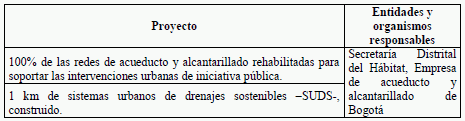 Proyecto
Entidades y
organismos
responsables
100% de las redes de acueducto y alcantarillado rehabilitadas para
soportar las intervenciones urbanas de iniciativa pública.
1 km de sistemas urbanos de drenajes sostenibles –SUDS-,
construido.
Secretaría Distrital
del Hábitat, Empresa
de acueducto y
alcantarillado de
Bogotá